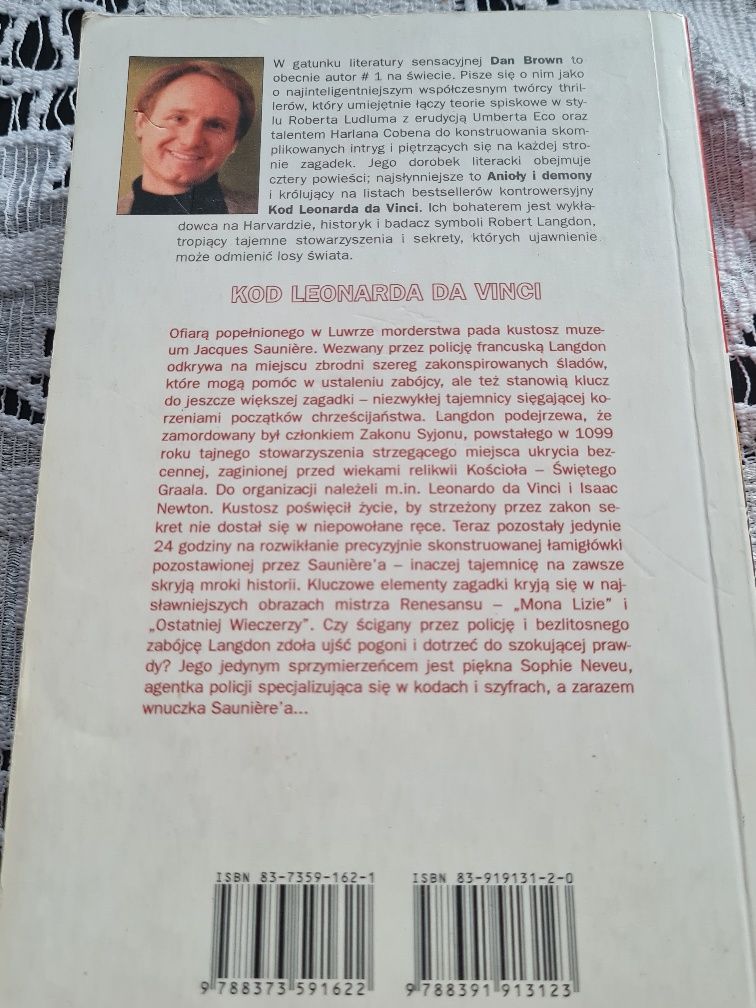 W gatunku literatury sensacyjnej Dan Brown to
obecnie autor # 1 na świecie. Pisze się o nim jako
o najinteligentniejszym współczesnym twórcy thril-
lerów, który umiejętnie łączy teorie spiskowe w sty-
lu Roberta Ludluma z erudycją Umberta Eco oraz
talentem Harlana Cobena do konstruowania skom-
plikowanych intryg i piętrzących się na każdej stro-
nie zagadek. Jego dorobek literacki obejmuje
cztery powieści; najsłynniejsze to Anioły i demony
i królujący na listach bestsellerów kontrowersyjny
Kod Leonarda da Vinci. Ich bohaterem jest wykła-
dowca na Harvardzie, historyk i badacz symboli Robert Langdon,
tropiący tajemne stowarzyszenia i sekrety, których ujawnienie
może odmienić losy świata.
KOD LEONARDA DA VINCI
Ofiarą popełnionego w Luwrze morderstwa pada kustosz muze-
um Jacques Saunière. Wezwany przez policję francuską Langdon
odkrywa na miejscu zbrodni szereg zakonspirowanych śladów,
które mogą pomóc w ustaleniu zabójcy, ale też stanowią klucz
do jeszcze większej zagadki – niezwykłej tajemnicy sięgającej ko-
rzeniami początków chrześcijaństwa. Langdon podejrzewa, że
zamordowany był członkiem Zakonu Syjonu, powstałego w 1099
roku tajnego stowarzyszenia strzegącego miejsca ukrycia bez-
cennej, zaginionej przed wiekami relikwii Kościoła – Świętego
Graala. Do organizacji należeli m.in. Leonardo da Vinci i Isaac
Newton. Kustosz poświęcił życie, by strzeżony przez zakon se-
kret nie dostał się w niepowołane ręce. Teraz pozostały jedynie
24 godziny na rozwikłanie precyzyjnie skonstruowanej łamigłówki
pozostawionej przez Saunière'a – inaczej tajemnicę na zawsze
skryją mroki historii. Kluczowe elementy zagadki kryją się w naj-
sławniejszych obrazach mistrza Renesansu – „Mona Lizie" i
„Ostatniej Wieczerzy". Czy ścigany przez policję i bezlitosnego
zabójcę Langdon zdoła ujść pogoni i dotrzeć do szokującej praw-
dy? Jego jedynym sprzymierzeńcem jest piękna Sophie Neveu,
agentka policji specjalizująca się w kodach i szyfrach, a zarazem
wnuczka Saunière'a...
ISBN 83-7359-162-1
9 788373 591622
ISBN 83-919131-2-0
9 788391 913123